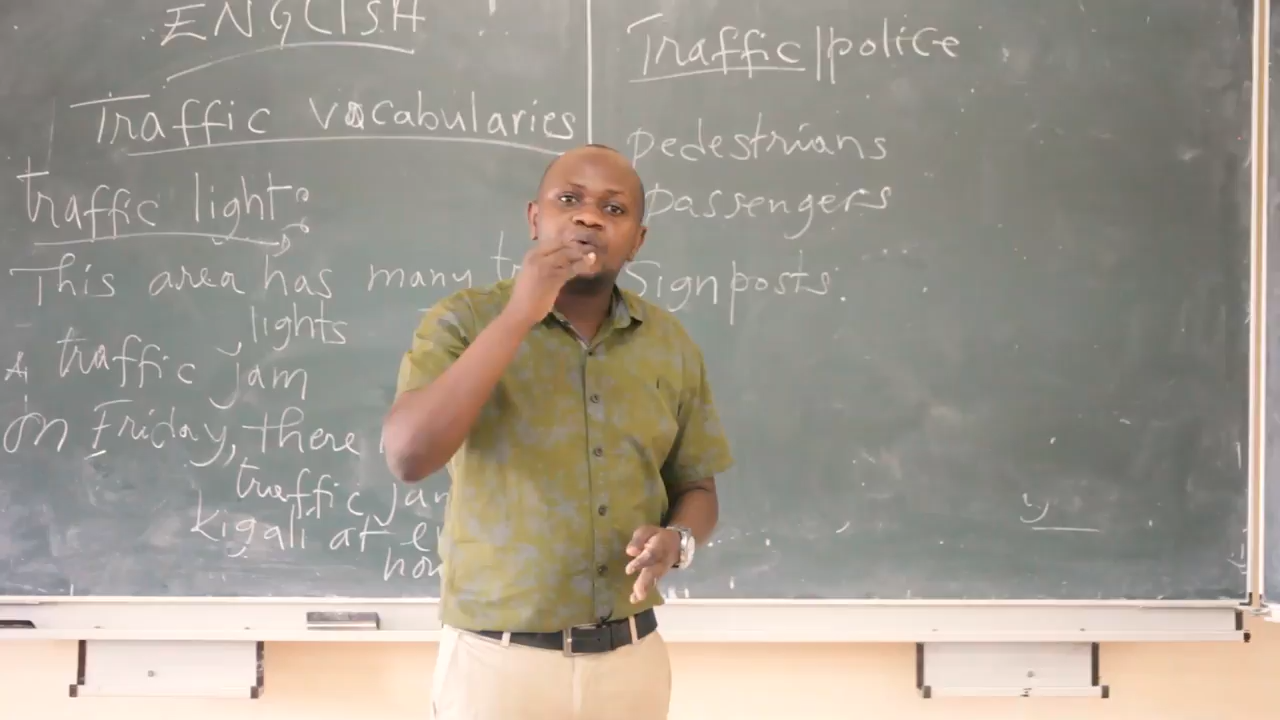 ENGLISH
Traffic vocabularies
traffic light:
This area has many
lights
traffic jam
On Friday, there
traffic jam
kigali at
Traffic police
pedestrians
passengers
Signposts.